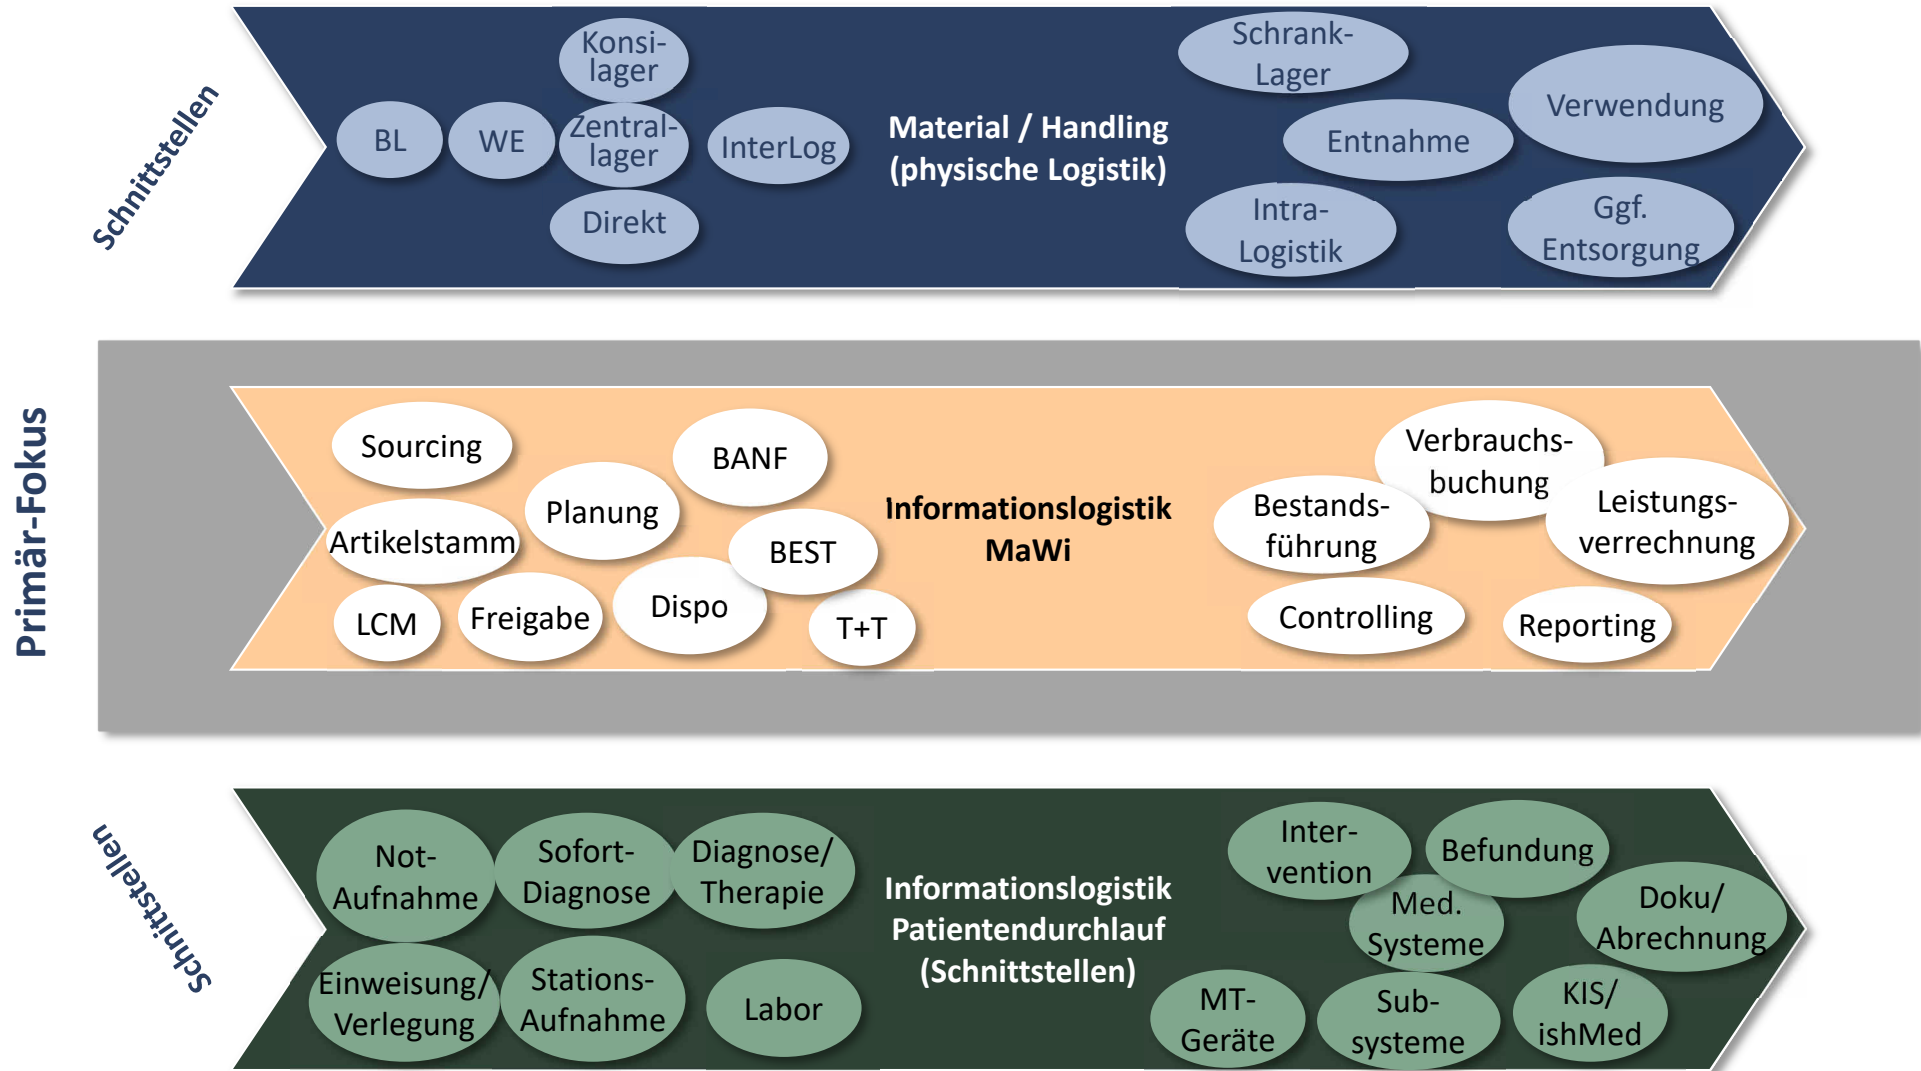 Schnittstellen
Konsi-
lager
BL
WE
Zentral-
lager
Direkt
InterLog
Material / Handling
(physische Logistik)
Schrank-
Lager
Entnahme
Intra-
Logistik
Verwendung
Ggf.
Entsorgung
Primär-Fokus
Sourcing
Artikelstamm
LCM
Planung
Freigabe
BANF
BEST
Dispo
T+T
Informationslogistik
MaWi
Verbrauchs-
buchung
Bestands-
führung
Leistungs-
verrechnung
Controlling
Reporting
Schnittstellen
Not-
Aufnahme
Sofort-
Diagnose
Diagnose/
Therapie
Einweisung/
Verlegung
Stations-
Aufnahme
Labor
Informationslogistik
Patientendurchlauf
(Schnittstellen)
Inter-
vention
Befundung
Med.
Systeme
Doku/
Abrechnung
MT-
Geräte
Sub-
systeme
KIS/
ishMed